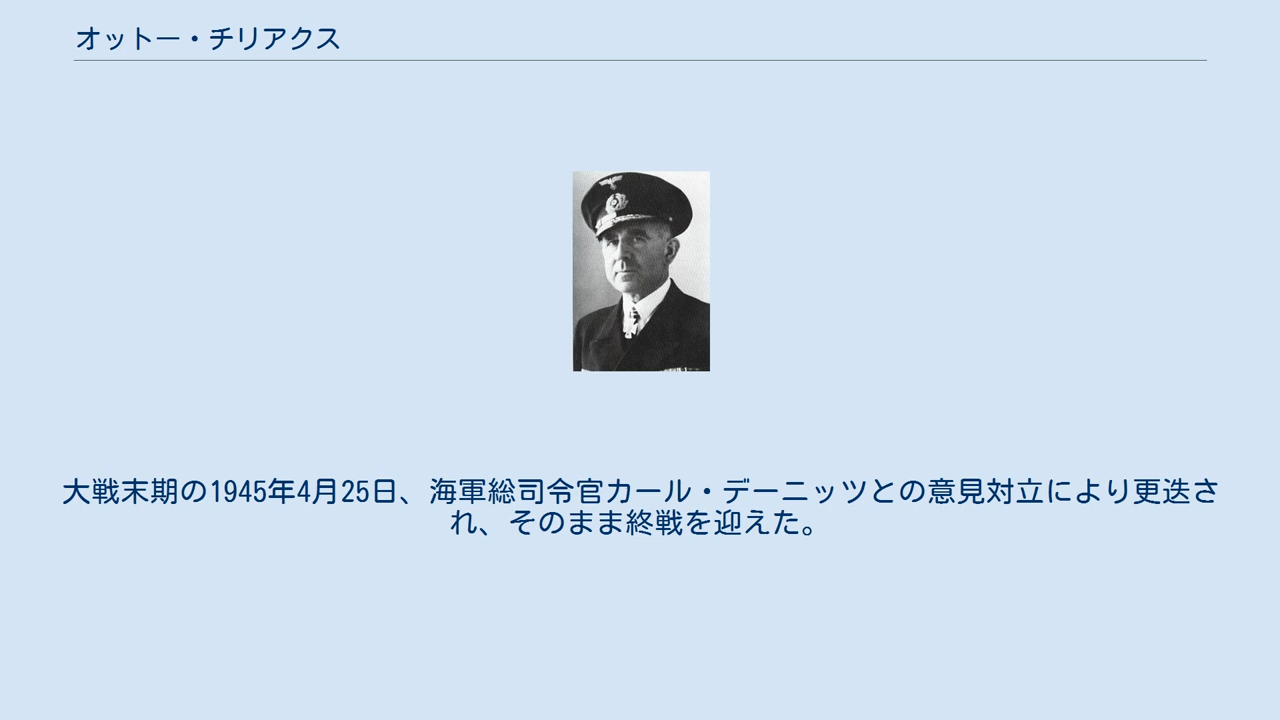 オットー・チリアクス
大戦末期の1945年4月25日、海軍総司令官カール・デーニッツとの意見対立により更迭さ
れ、そのまま終戦を迎えた。